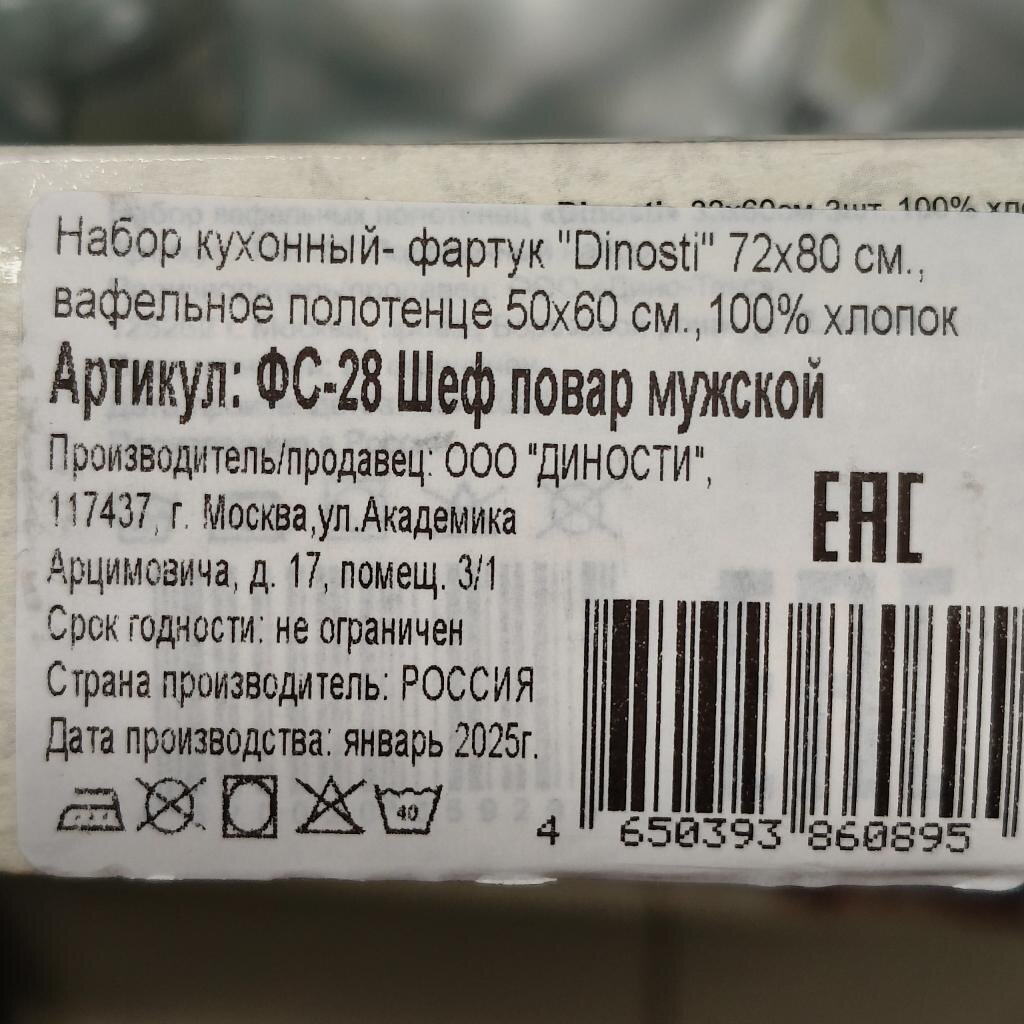 Набор кухонный- фартук "Dinosti" 72х80 см.,
вафельное полотенце 50х60 см.,100% хлопок
Артикул: ФС-28 Шеф повар мужской
Производитель/продавец: ООО "ДИНОСТИ",
117437, г. Москва,ул.Академика
Арцимовича, д. 17, помещ. 3/1
Срок годности: не ограничен
Страна производитель: РОССИЯ
Дата производства: январь 2025г.
EAC
40
4 650393 860895